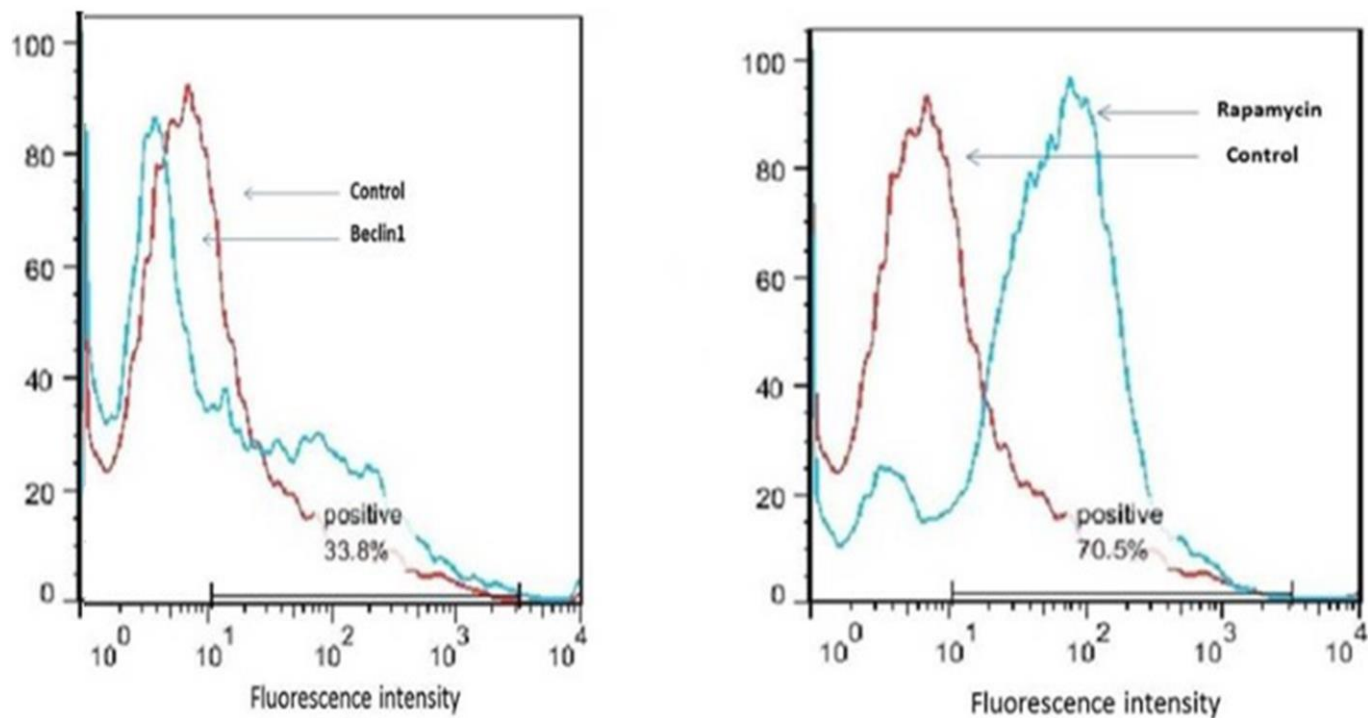 100
80
60
40
20
0
Control
Beclin1
positive
33.8%
10^0 10^1 10^2 10^3 10^4
Fluorescence intensity
100
80
60
40
20
0
Rapamycin
Control
positive
70.5%
10^0 10^1 10^2 10^3 10^4
Fluorescence intensity